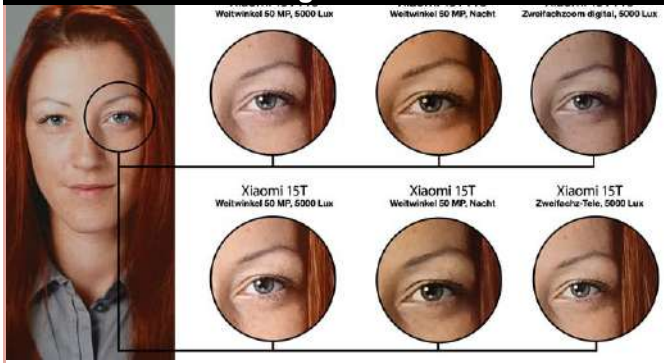 Weitwinkel 50 MP, 5000 Lux
Weitwinkel 50 MP, Nacht
Zweifachzoom digital, 5000 Lux
Xiaomi 15T
Weitwinkel 50 MP, 5000 Lux
Xiaomi 15T
Weitwinkel 50 MP, Nacht
Xiaomi 15T
Zweifachz-Tele, 5000 Lux